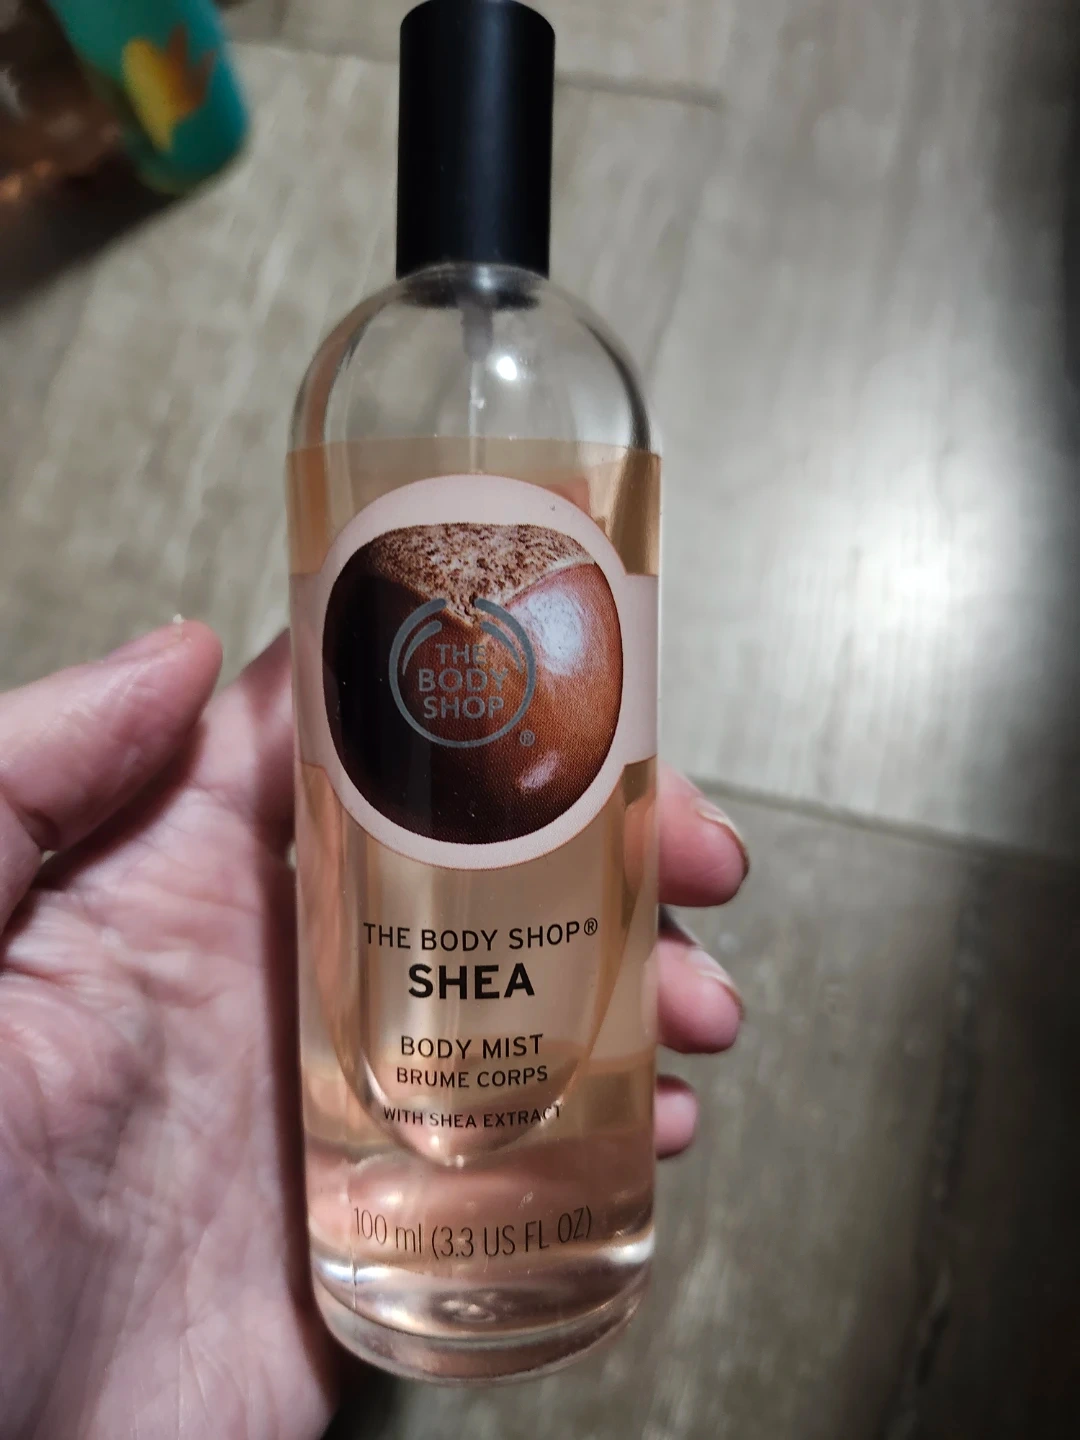 THE
BODY
SHOP
®
THE BODY SHOP®
SHEA
BODY MIST
BRUME CORPS
WITH SHEA EXTRACT
100 ml (3.3 US FL OZ)